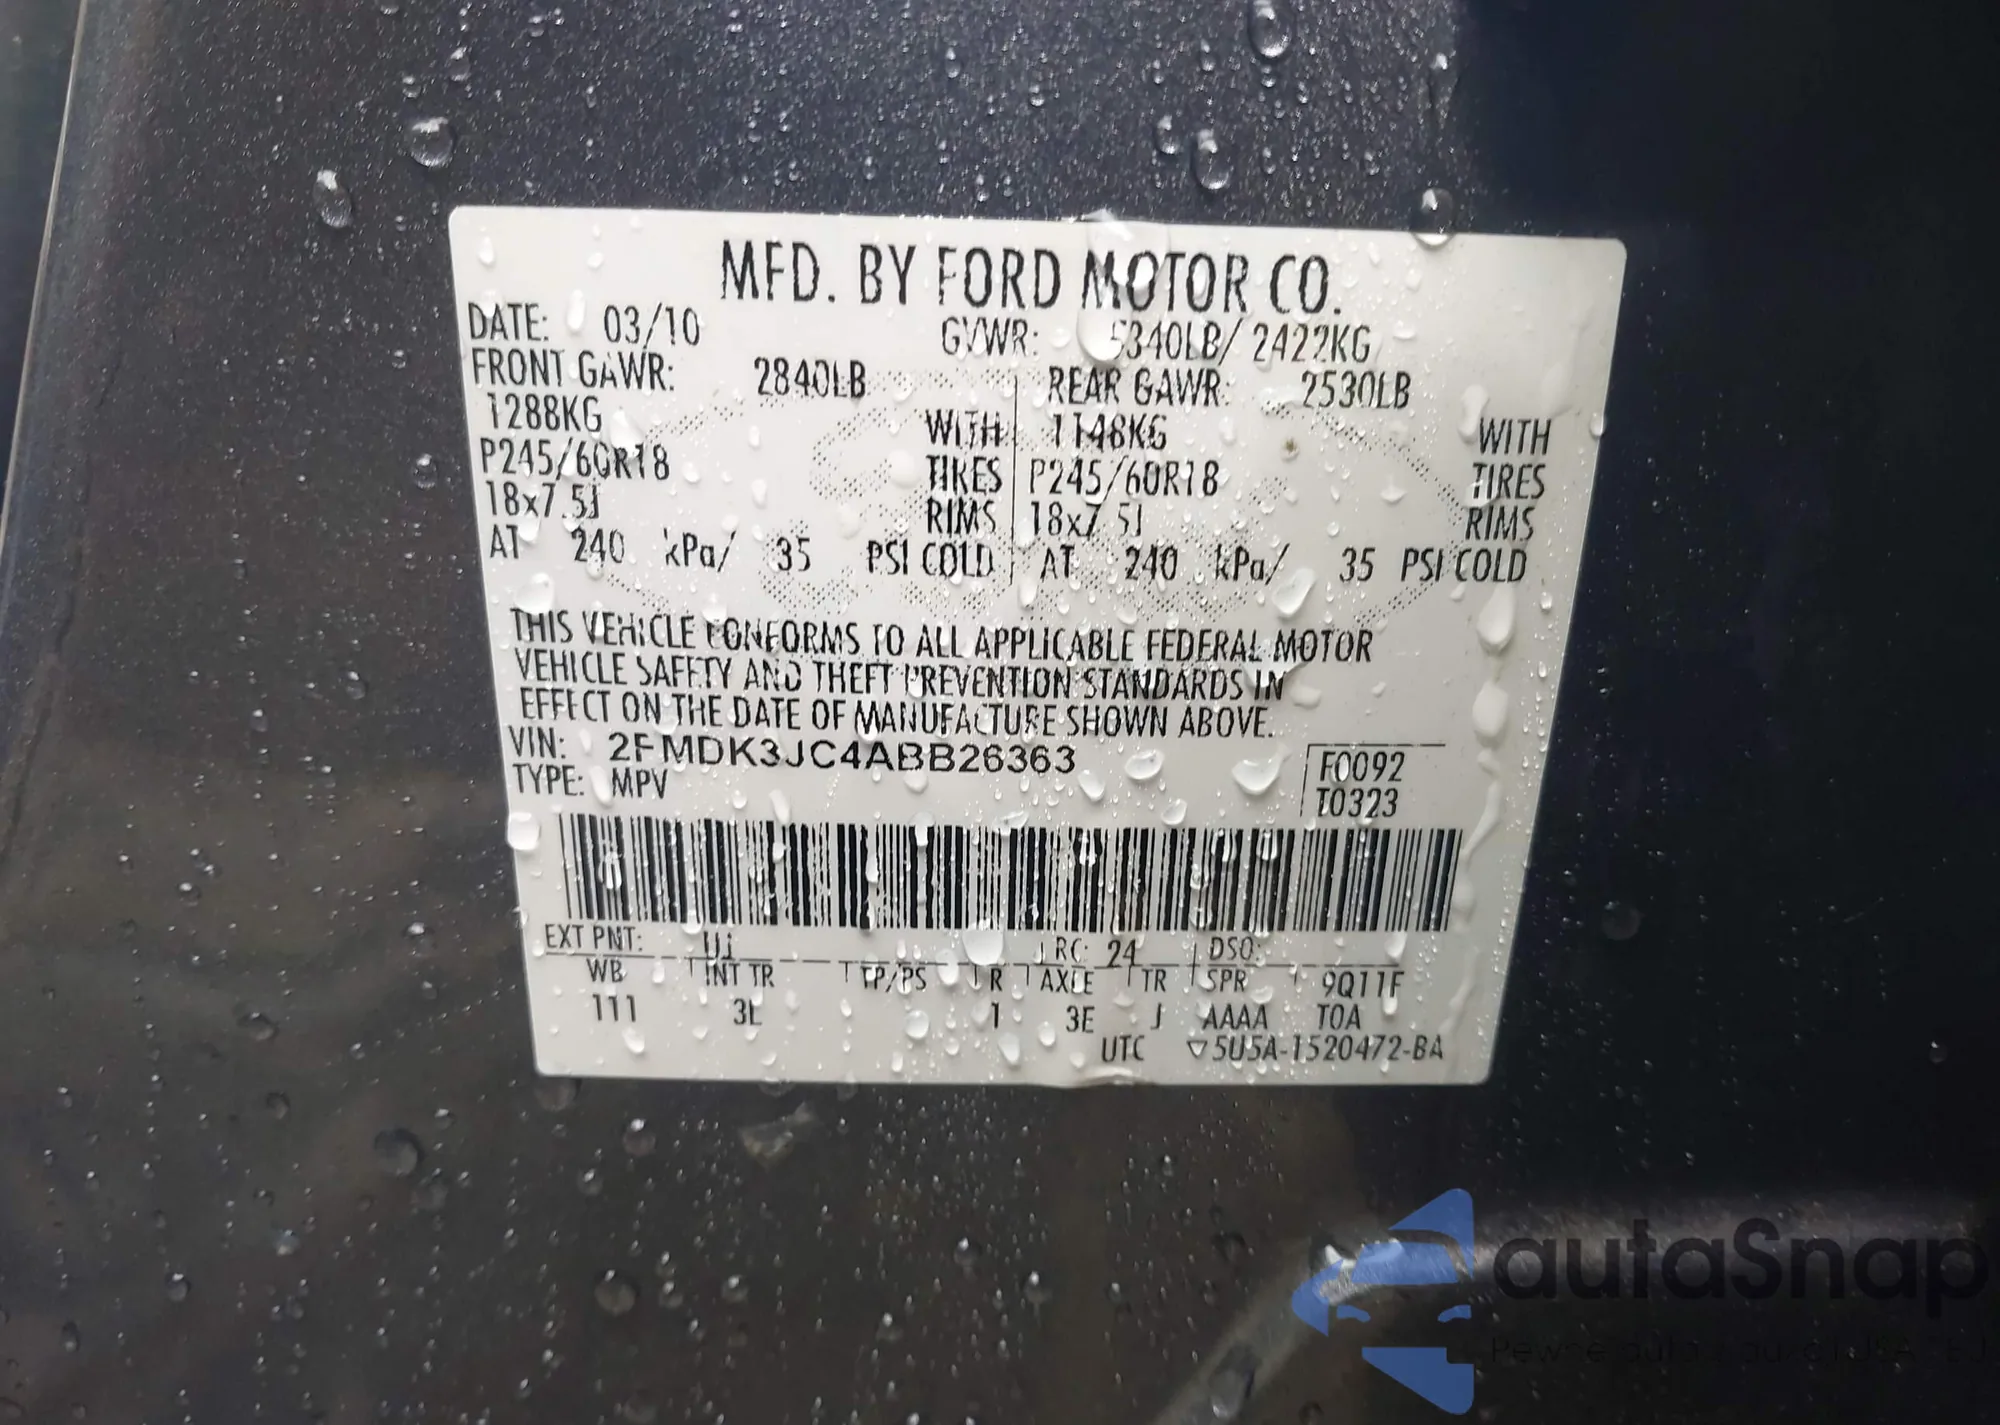 MFD. BY FORD MOTOR CO.
DATE: 03/10 GVWR: 5340LB/ 2422KG
FRONT GAWR: 2840LB REAR GAWR: 2530LB
1288KG WITH 1148KG WITH
P245/60R18 TIRES P245/60R18 TIRES
18x7.5J RIMS 18x7.5J RIMS
AT 240 kPa/ 35 PSI COLD AT 240 kPa/ 35 PSI COLD
THIS VEHICLE CONFORMS TO ALL APPLICABLE FEDERAL MOTOR
VEHICLE SAFETY AND THEFT PREVENTION STANDARDS IN
EFFECT ON THE DATE OF MANUFACTURE SHOWN ABOVE.
VIN: 2FMDK3JC4ABB26363
TYPE: MPV
F0092
T0323
EXT PNT: UJ RC: 24 DSO:
WB INT TR TP/PS R AXLE TR SPR 9Q11F
111 3L 1 3E J AAAA TOA
UTC ▽5U5A-1520472-BA
autaSnap